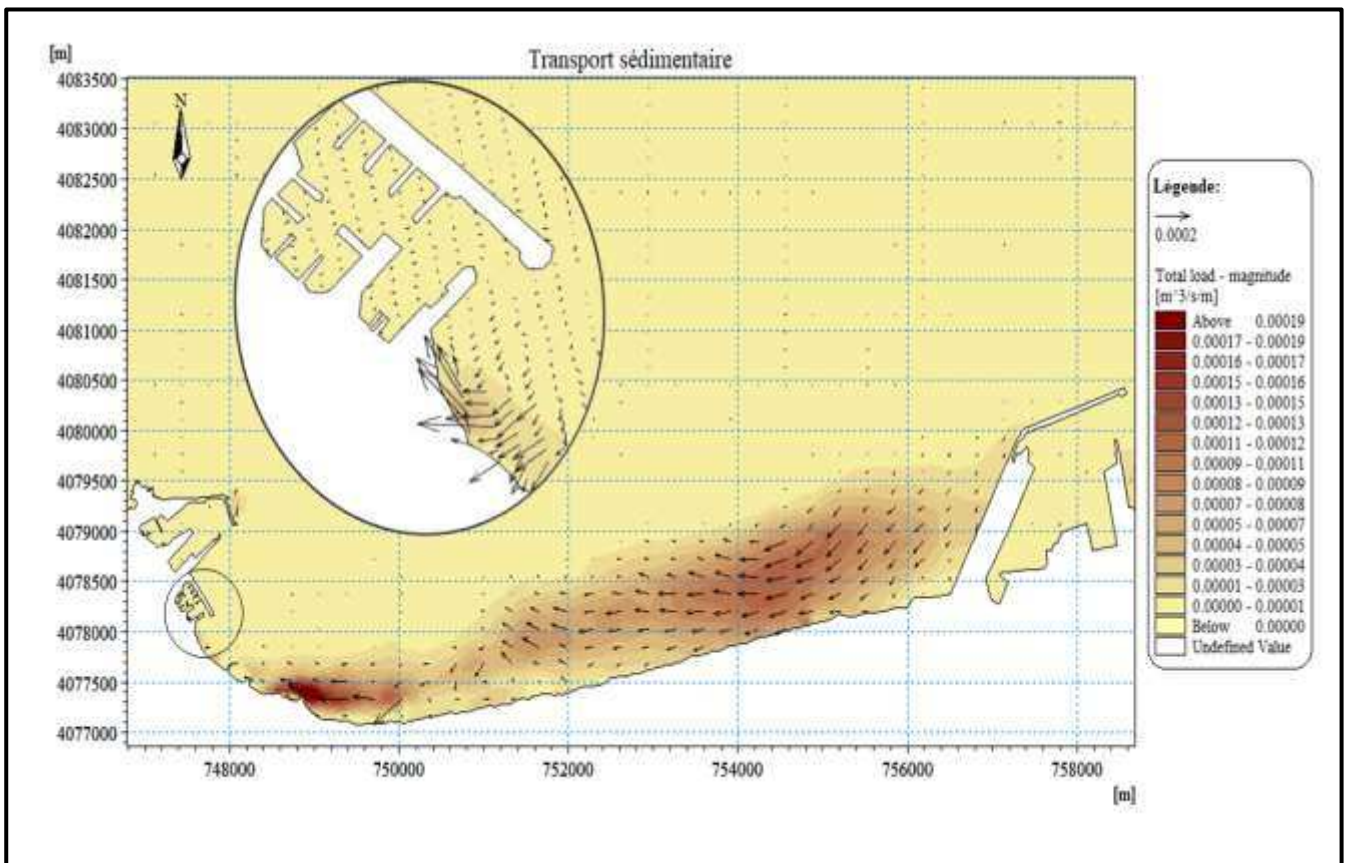 [m]
Transport sédimentaire
4083500
4083000
4082500
4082000
4081500
4081000
4080500
4080000
4079500
4079000
4078500
4078000
4077500
4077000
N
748000 750000 752000 754000 756000 758000
[m]
Légende:
0.0002
Total load - magnitude
[m^3/s/m]
Above 0.00019
0.00017 - 0.00019
0.00016 - 0.00017
0.00015 - 0.00016
0.00013 - 0.00015
0.00012 - 0.00013
0.00011 - 0.00012
0.00009 - 0.00011
0.00008 - 0.00009
0.00007 - 0.00008
0.00005 - 0.00007
0.00004 - 0.00005
0.00003 - 0.00004
0.00001 - 0.00003
0.00000 - 0.00001
Below 0.00000
Undefined Value